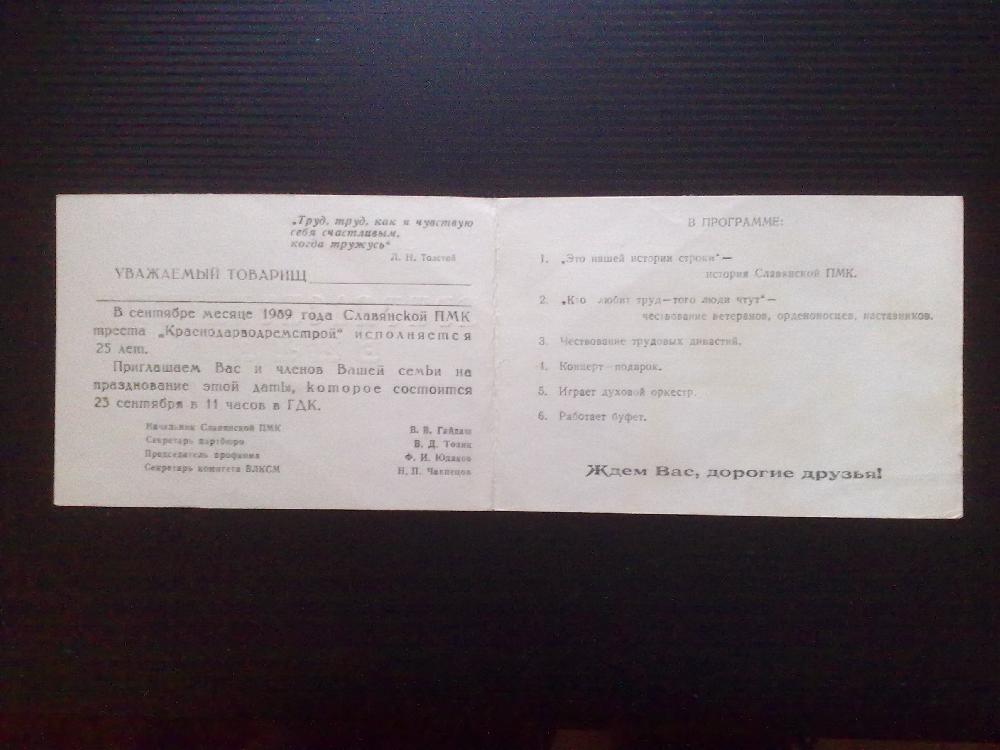 „Труд, труд, как я чувствую
себя счастливым,
когда тружусь“
Л. Н. Толстой
УВАЖАЕМЫЙ ТОВАРИЩ
В сентябре месяце 1989 года Славянской ПМК
треста „Краснодарводремстрой“ исполняется
25 лет.
Приглашаем Вас и членов Вашей семьи на
празднование этой даты, которое состоится
23 сентября в 11 часов в ГДК.
Начальник Славянской ПМК В. В. Гайдаш
Секретарь партбюро В. Д.
Председатель профкома Ф. И. Юдаков
Секретарь комитета ВЛКСМ Н. П.
В ПРОГРАММЕ:
1. „Это нашей истории строки“—
история Славянской ПМК.
2. „Кто любит труд—того люди чтут“—
чествование ветеранов, орденоносцев, наставников.
3. Чествование трудовых династий.
4. Концерт—подарок.
5. Играет духовой оркестр.
6. Работает буфет.
Ждем Вас, дорогие друзья!